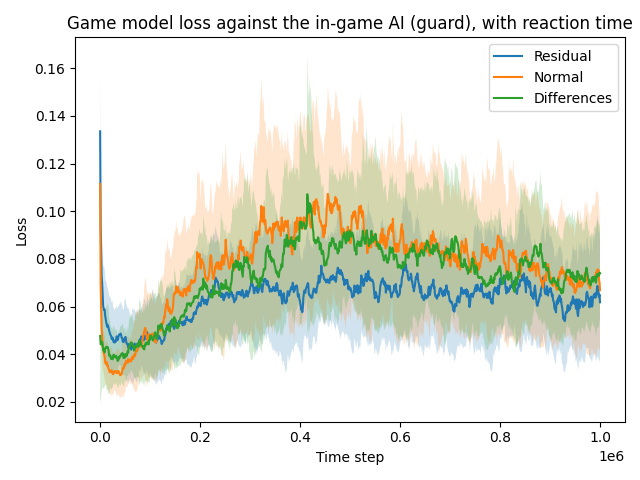 Game model loss against the in-game AI (guard), with reaction time
Residual
Normal
Differences
Loss
0.16
0.14
0.12
0.10
0.08
0.06
0.04
0.02
0.0 0.2 0.4 0.6 0.8 1.0
1e6
Time step